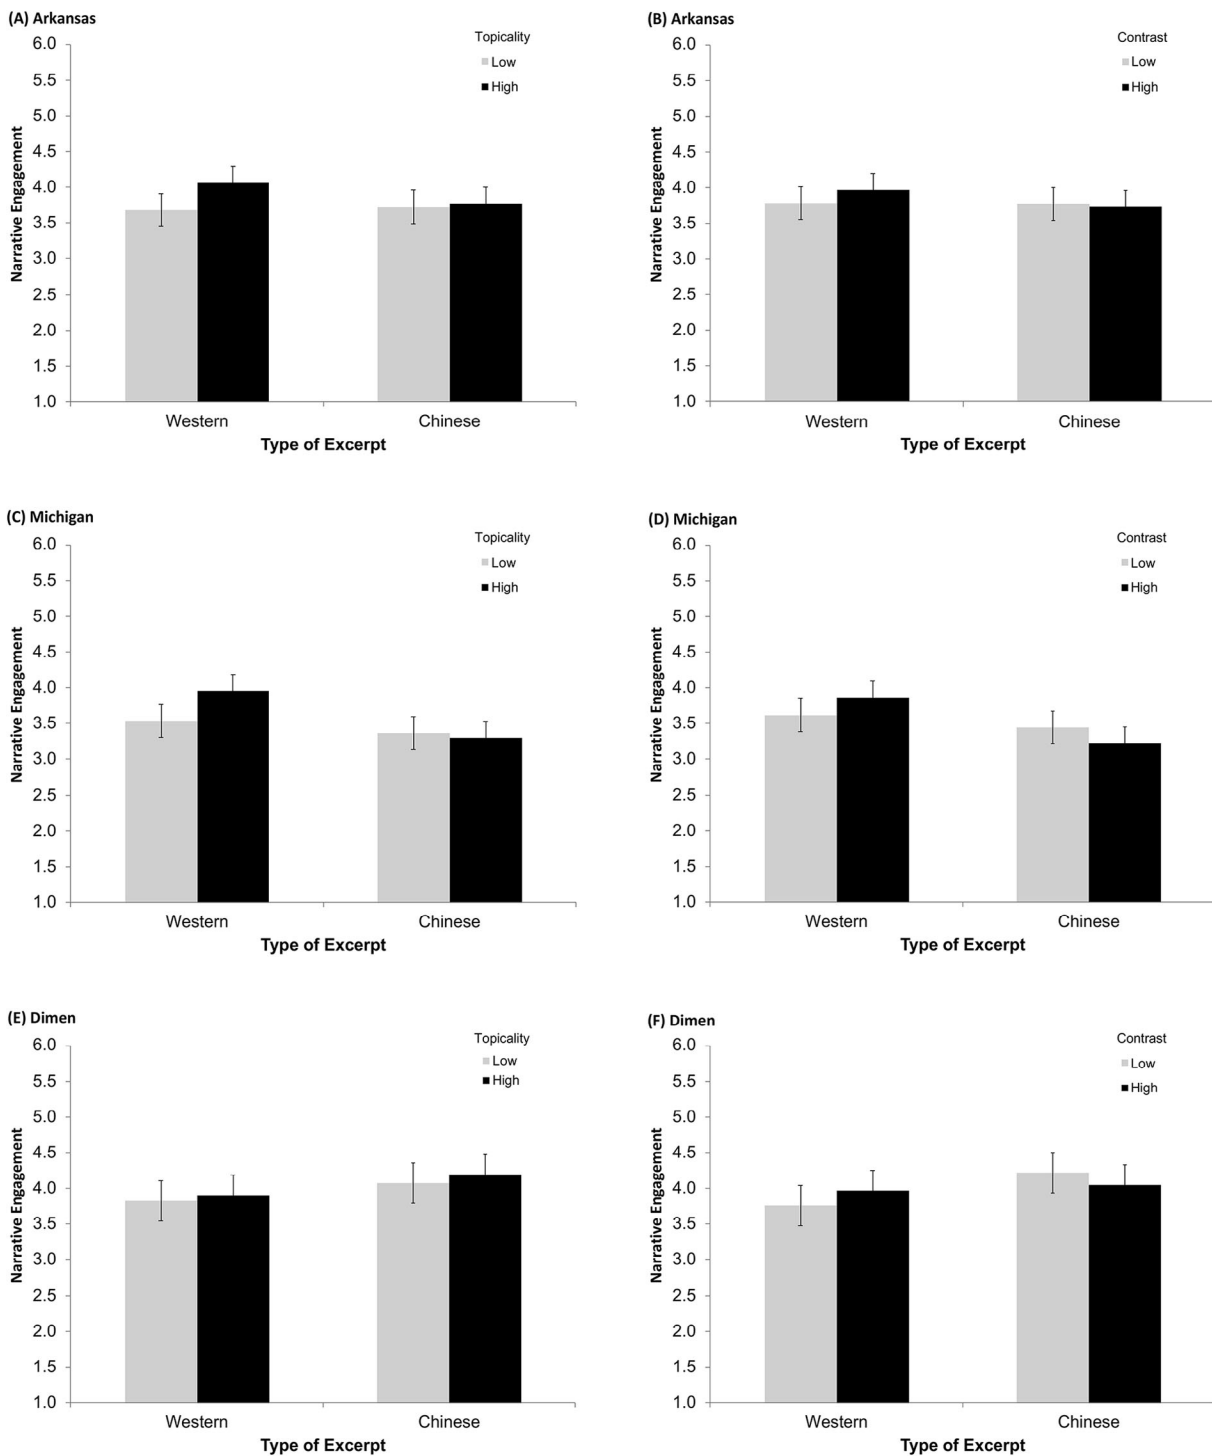 (A) Arkansas
Topicality
Low
High
Narrative Engagement
6.0
5.5
5.0
4.5
4.0
3.5
3.0
2.5
2.0
1.5
1.0
Western Chinese
Type of Excerpt
(B) Arkansas
Contrast
Low
High
Narrative Engagement
6.0
5.5
5.0
4.5
4.0
3.5
3.0
2.5
2.0
1.5
1.0
Western Chinese
Type of Excerpt
(C) Michigan
Topicality
Low
High
Narrative Engagement
6.0
5.5
5.0
4.5
4.0
3.5
3.0
2.5
2.0
1.5
1.0
Western Chinese
Type of Excerpt
(D) Michigan
Contrast
Low
High
Narrative Engagement
6.0
5.5
5.0
4.5
4.0
3.5
3.0
2.5
2.0
1.5
1.0
Western Chinese
Type of Excerpt
(E) Dimen
Topicality
Low
High
Narrative Engagement
6.0
5.5
5.0
4.5
4.0
3.5
3.0
2.5
2.0
1.5
1.0
Western Chinese
Type of Excerpt
(F) Dimen
Contrast
Low
High
Narrative Engagement
6.0
5.5
5.0
4.5
4.0
3.5
3.0
2.5
2.0
1.5
1.0
Western Chinese
Type of Excerpt